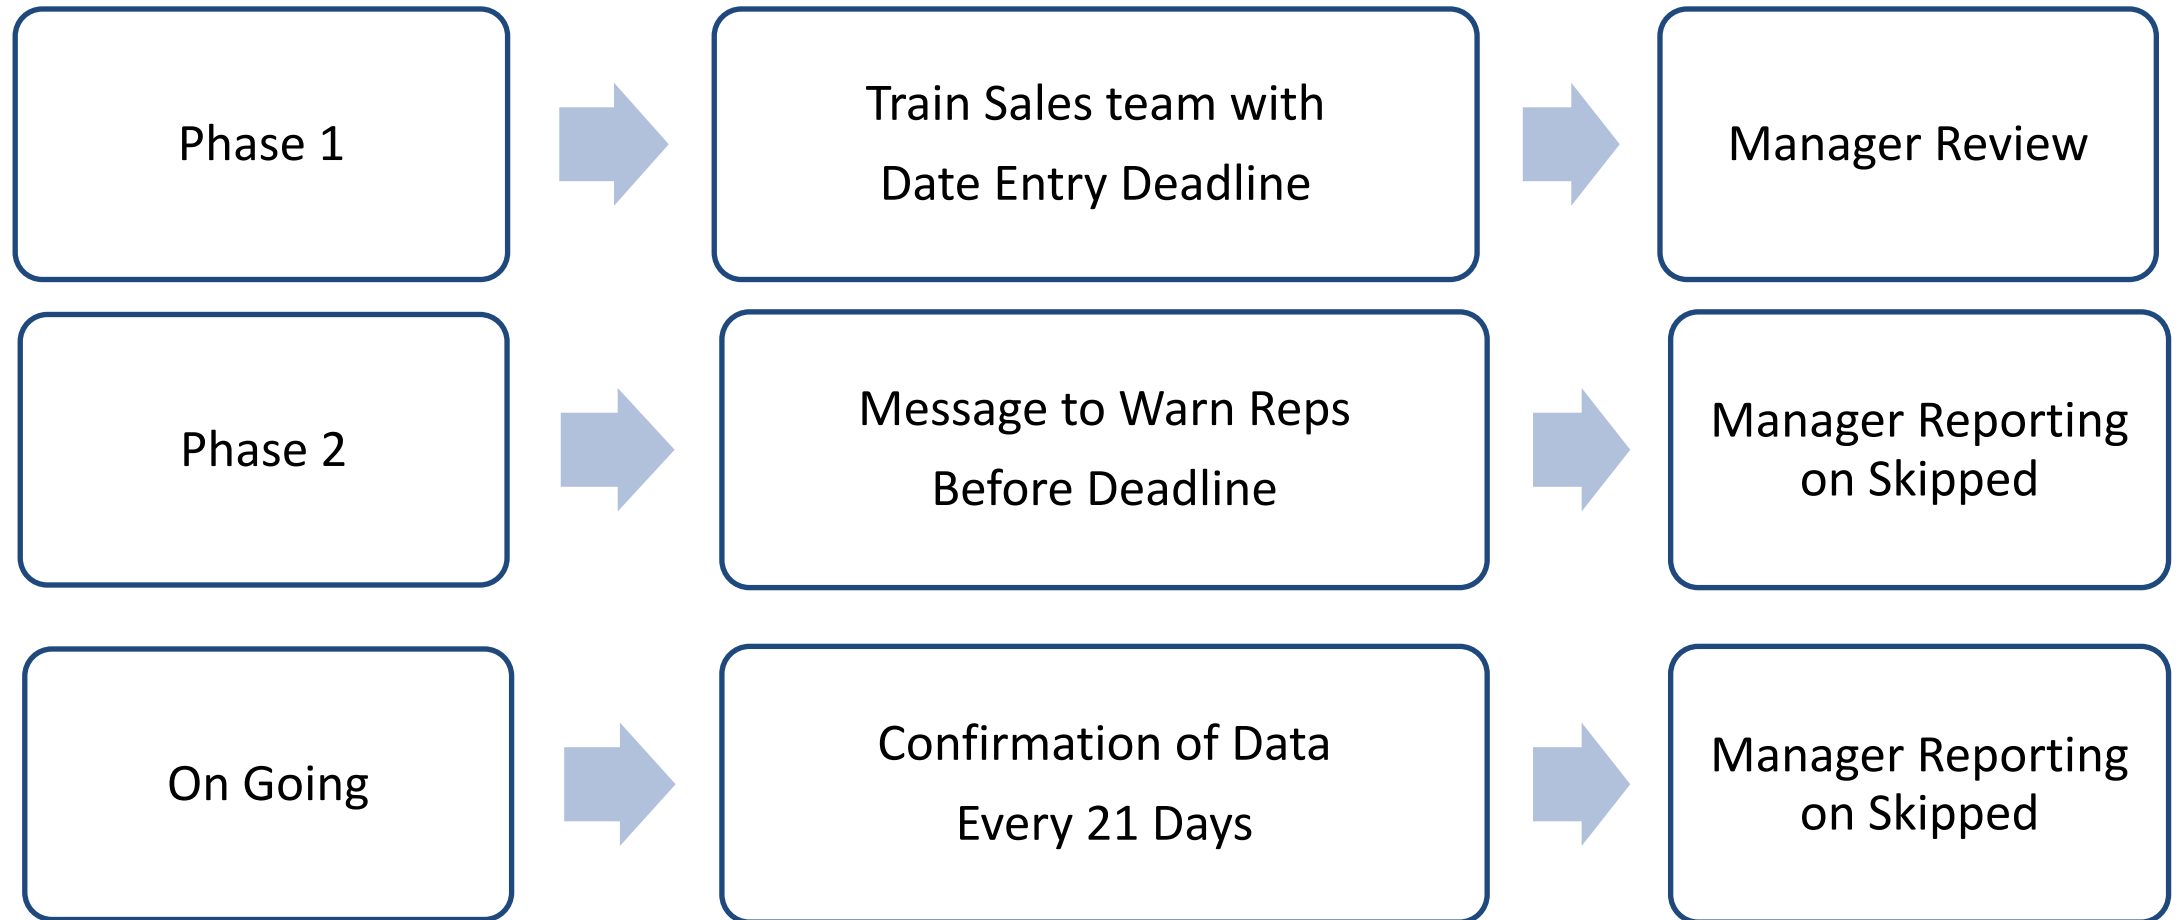 Phase 1
Train Sales team with
Date Entry Deadline
Manager Review
Phase 2
Message to Warn Reps
Before Deadline
Manager Reporting
on Skipped
On Going
Confirmation of Data
Every 21 Days
Manager Reporting
on Skipped